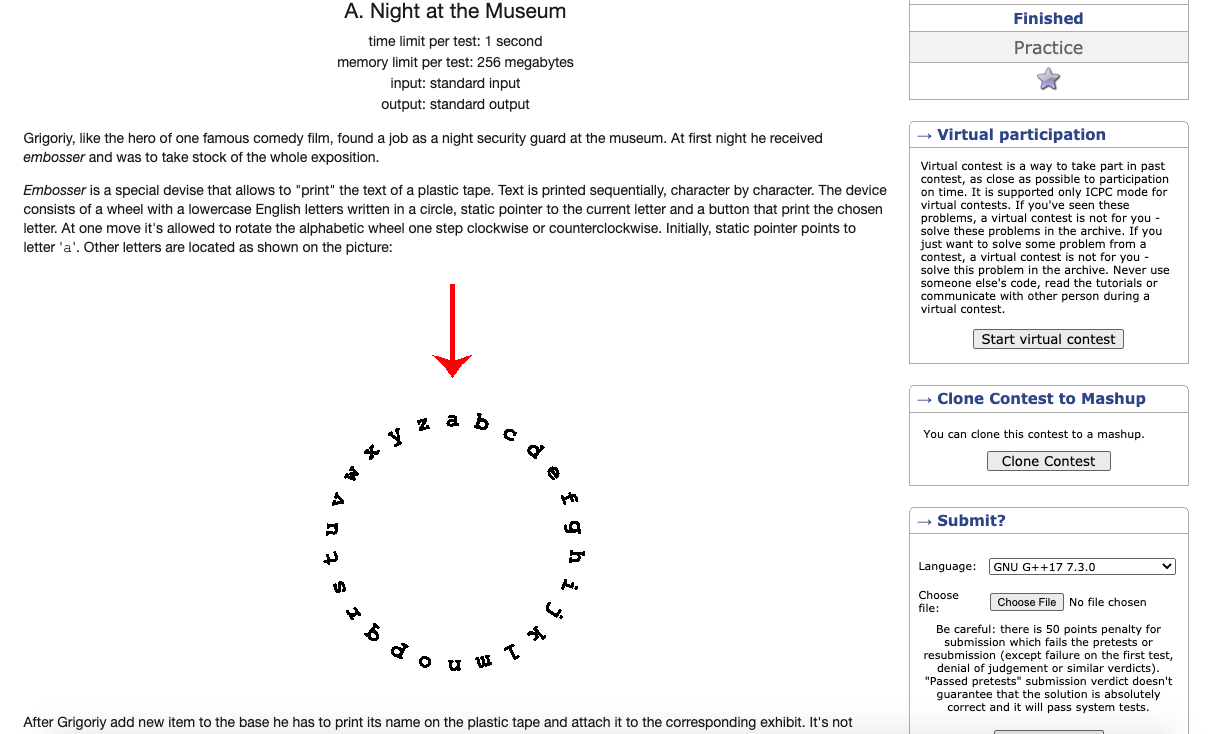 A. Night at the Museum
time limit per test: 1 second
memory limit per test: 256 megabytes
input: standard input
output: standard output
Grigoriy, like the hero of one famous comedy film, found a job as a night security guard at the museum. At first night he received
embosser and was to take stock of the whole exposition.
Embosser is a special devise that allows to "print" the text of a plastic tape. Text is printed sequentially, character by character. The device
consists of a wheel with a lowercase English letters written in a circle, static pointer to the current letter and a button that print the chosen
letter. At one move it's allowed to rotate the alphabetic wheel one step clockwise or counterclockwise. Initially, static pointer points to
letter 'a'. Other letters are located as shown on the picture:
a b c d e f g h i j k l m n o p q r s t u v w x y z
After Grigoriy add new item to the base he has to print its name on the plastic tape and attach it to the corresponding exhibit. It's not
Finished
Practice
→ Virtual participation
Virtual contest is a way to take part in past
contest, as close as possible to participation
on time. It is supported only ICPC mode for
virtual contests. If you've seen these
problems, a virtual contest is not for you -
solve these problems in the archive. If you
just want to solve some problem from a
contest, a virtual contest is not for you -
solve this problem in the archive. Never use
someone else's code, read the tutorials or
communicate with other person during a
virtual contest.
Start virtual contest
→ Clone Contest to Mashup
You can clone this contest to a mashup.
Clone Contest
→ Submit?
Language: GNU G++17 7.3.0
Choose
file: Choose File No file chosen
Be careful: there is 50 points penalty for
submission which fails the pretests or
resubmission (except failure on the first test,
denial of judgement or similar verdicts).
"Passed pretests" submission verdict doesn't
guarantee that the solution is absolutely
correct and it will pass system tests.